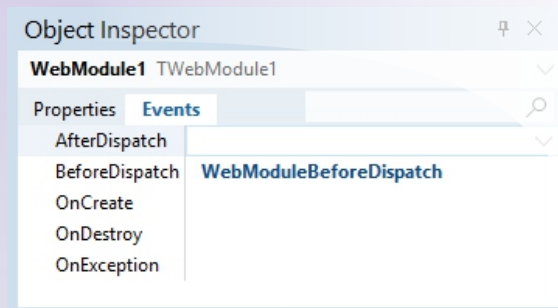 Object Inspector
WebModule1 TWebModule1
Properties Events
AfterDispatch
BeforeDispatch WebModuleBeforeDispatch
OnCreate
OnDestroy
OnException